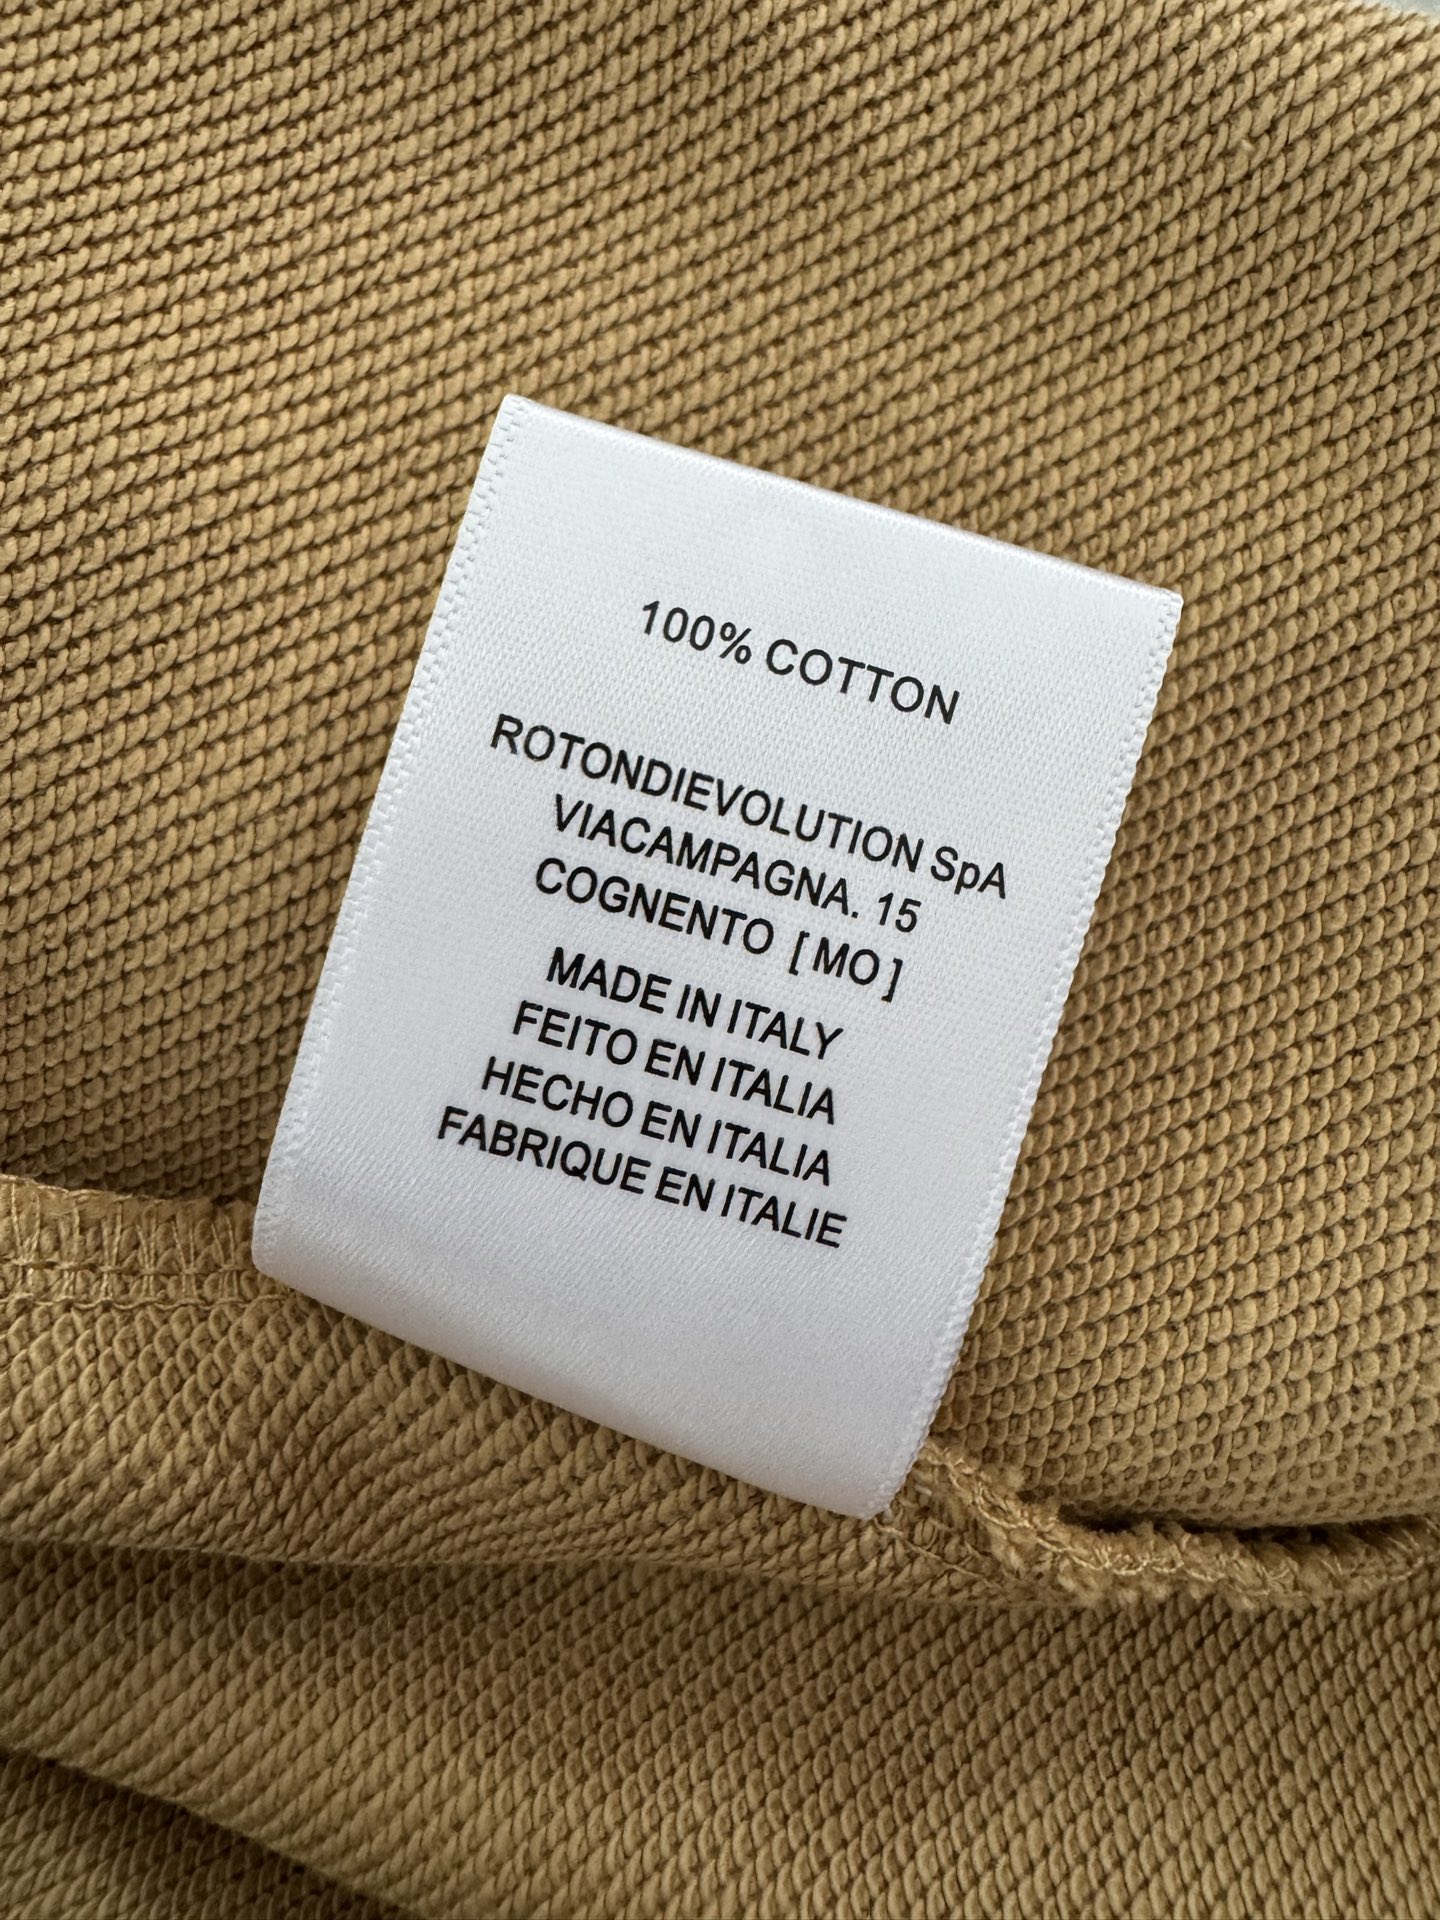 100% COTTON
ROTONDIEVOLUTION SpA
VIACAMPAGNA. 15
COGNENTO [MO]
MADE IN ITALY
FEITO EN ITALIA
HECHO EN ITALIA
FABRIQUE EN ITALIE